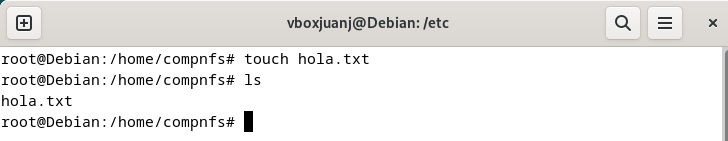 vboxjuanj@Debian: /etc
root@Debian:/home/compnfs# touch hola.txt
root@Debian:/home/compnfs# ls
hola.txt
root@Debian:/home/compnfs#